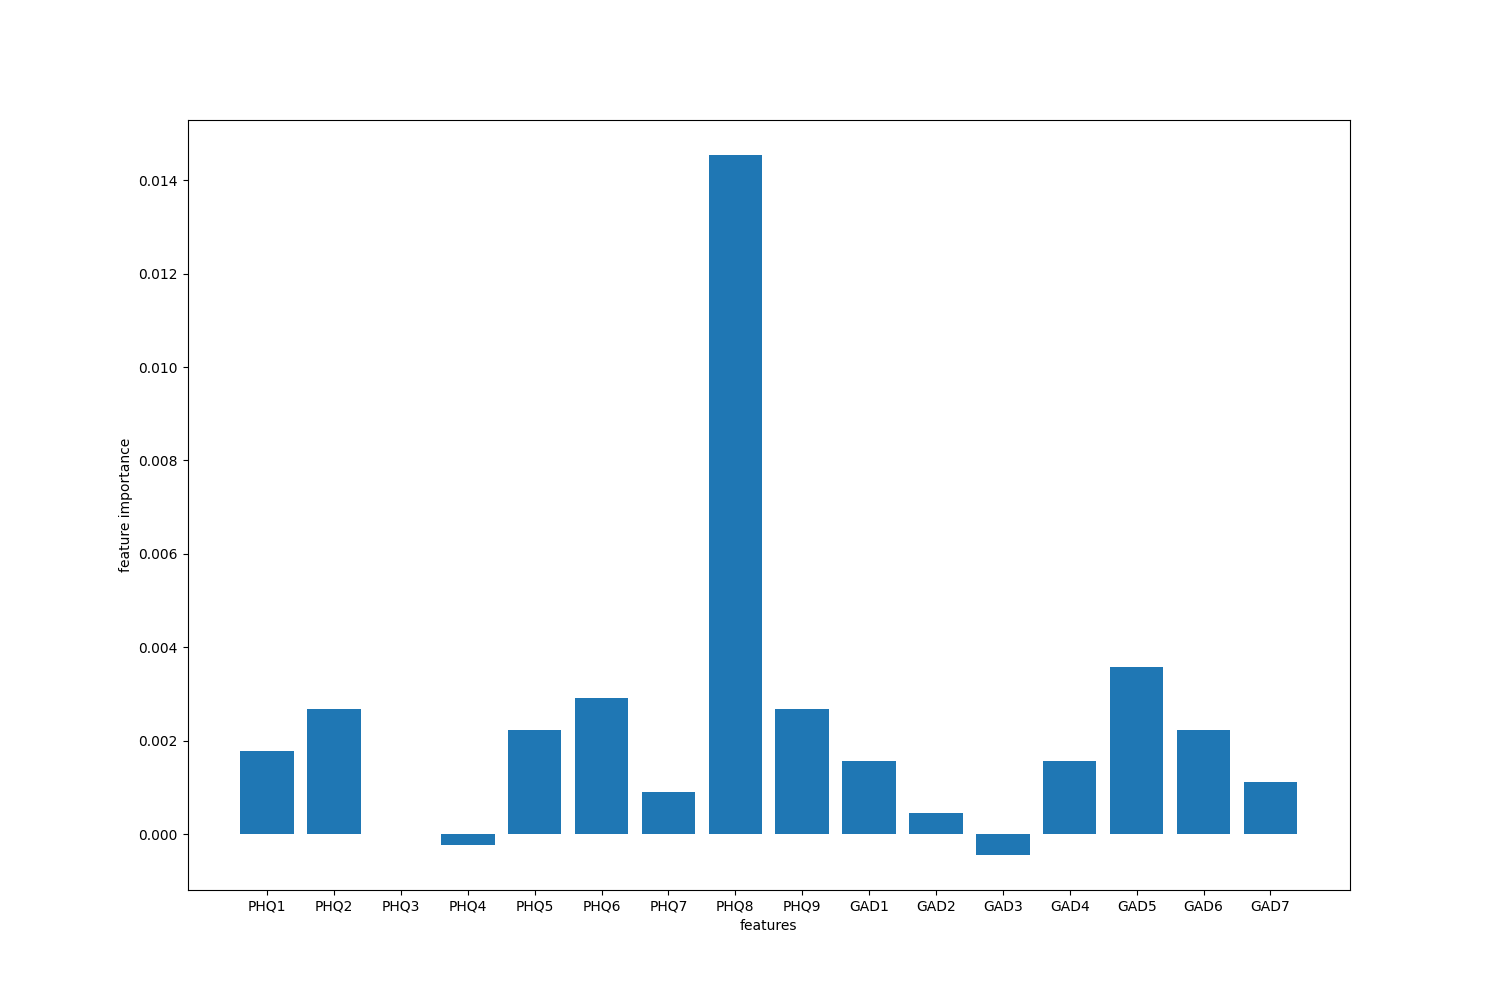 0.014
0.012
0.010
0.008
0.006
0.004
0.002
0.000
feature importance
PHQ1 PHQ2 PHQ3 PHQ4 PHQ5 PHQ6 PHQ7 PHQ8 PHQ9 GAD1 GAD2 GAD3 GAD4 GAD5 GAD6 GAD7
features